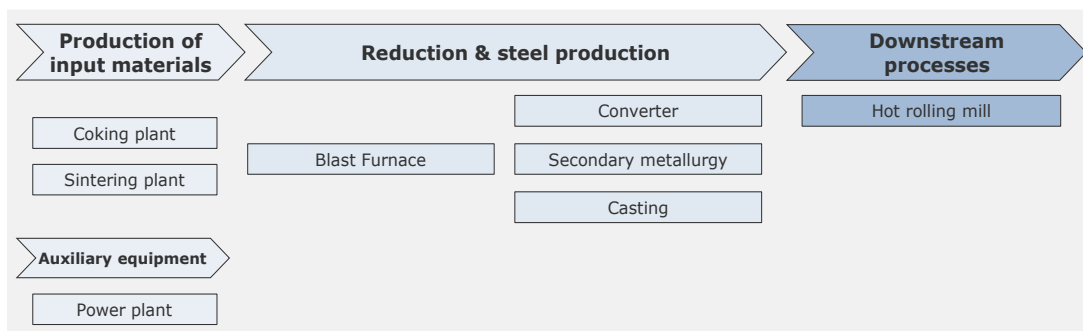 Production of
input materials
Reduction & steel production
Downstream
processes
Coking plant
Sintering plant
Blast Furnace
Converter
Secondary metallurgy
Casting
Hot rolling mill
Auxiliary equipment
Power plant